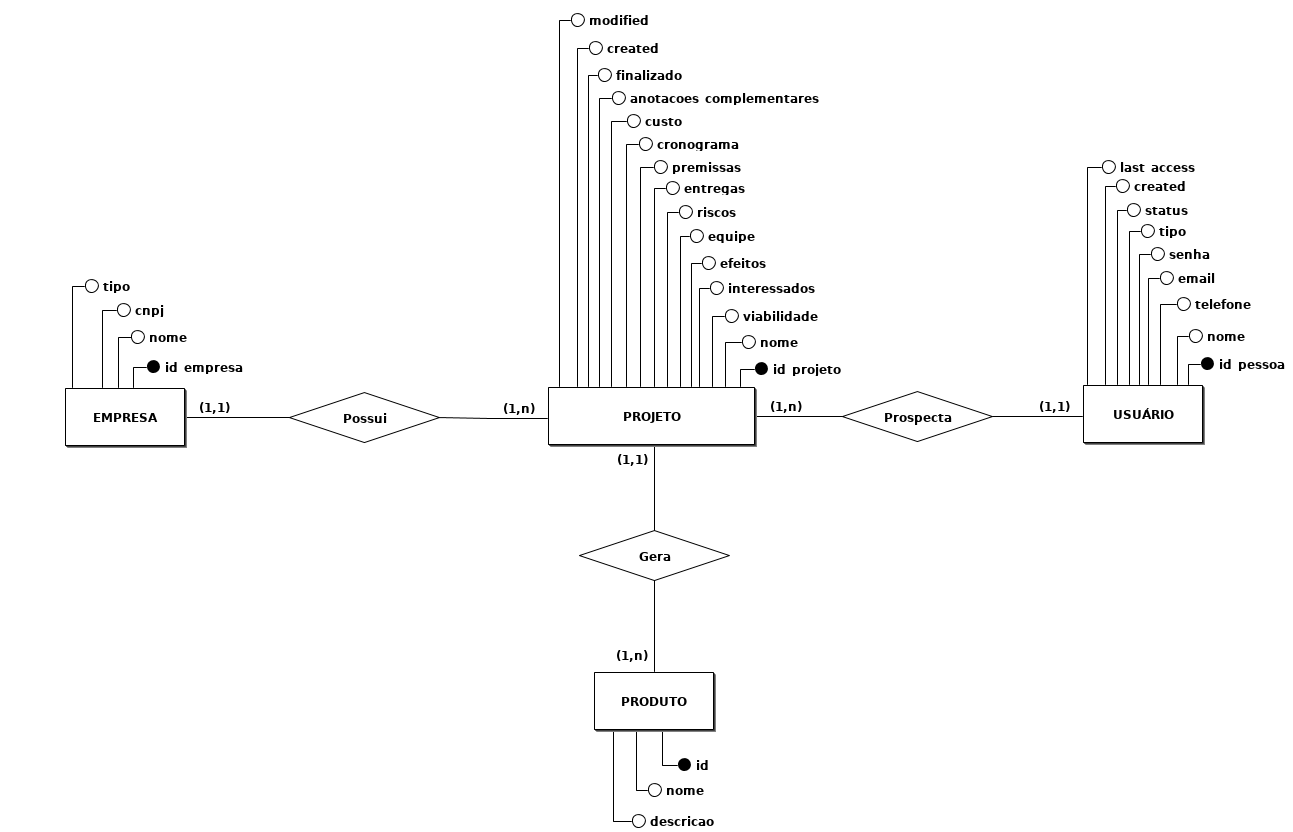 modified
created
finalizado
anotacoes complementares
custo
cronograma
premissas
entregas
riscos
equipe
efeitos
interessados
viabilidade
nome
id projeto
last access
created
status
tipo
senha
email
telefone
nome
id pessoa
tipo
cnpj
nome
id empresa
EMPRESA
(1,1)
Possui
(1,n)
PROJETO
(1,n)
Prospecta
(1,1)
USUÁRIO
(1,1)
Gera
(1,n)
PRODUTO
id
nome
descricao